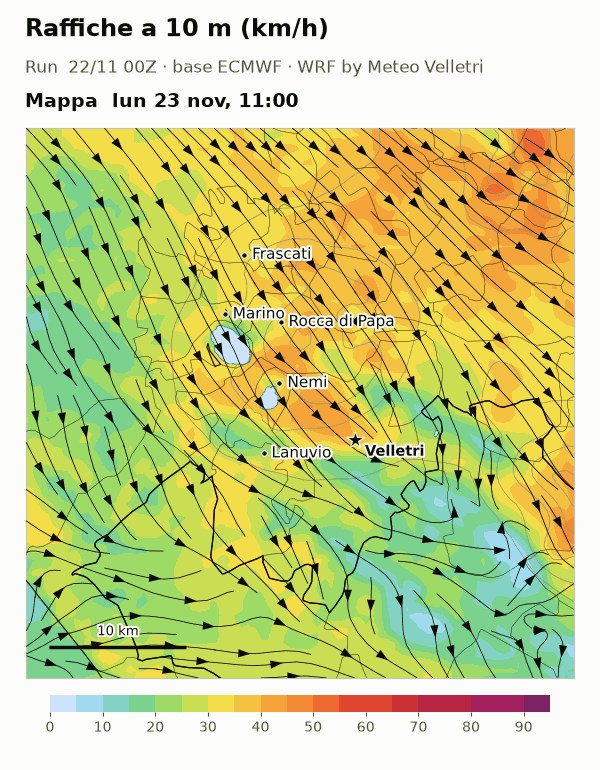 Raffiche a 10 m (km/h)
Run  22/11 00Z · base ECMWF · WRF by Meteo Velletri
Mappa  lun 23 nov, 11:00
Frascati
Marino
Rocca di Papa
Nemi
Velletri
Lanuvio
10 km
0 10 20 30 40 50 60 70 80 90